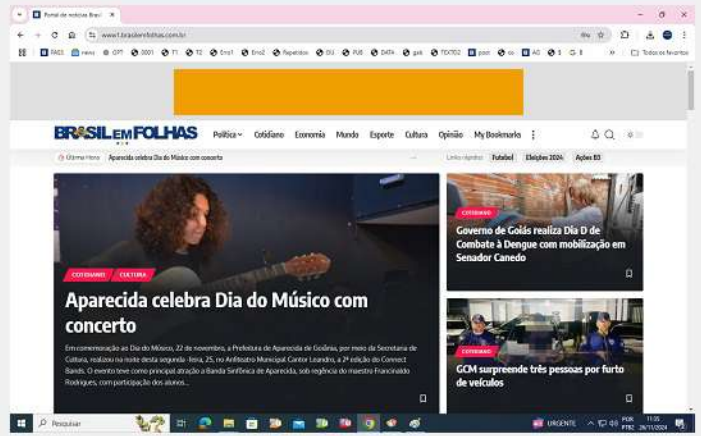 Portal de notícias Brasil
www1.brasilemfolhas.com.br
news
Todos os favoritos
BRASIL EM FOLHAS
Política Cotidiano Economia Mundo Esporte Cultura Opinião My Bookmarks
Última Hora Aparecida celebra Dia do Músico com concerto
Links rápidos Futebol Eleições 2024 Ações B3
COTIDIANO CULTURA
Aparecida celebra Dia do Músico com
concerto
Em comemoração ao Dia do Músico, 22 de novembro, a Prefeitura de Aparecida de Goiânia, por meio da Secretaria de
Cultura, realizou na noite desta segunda -feira, 25, no Anfiteatro Municipal Cantor Leandro, a 2ª edição do Connect
Bands. O evento teve como principal atração a Banda Sinfônica de Aparecida, sob regência do maestro Francinaldo
Rodrigues, com participação dos alunos...
COTIDIANO
Governo de Goiás realiza Dia D de
Combate à Dengue com mobilização em
Senador Canedo
COTIDIANO
GCM surpreende três pessoas por furto
de veículos
Pesquisar
URGENTE
POR
PTB2
11:35
26/11/2024